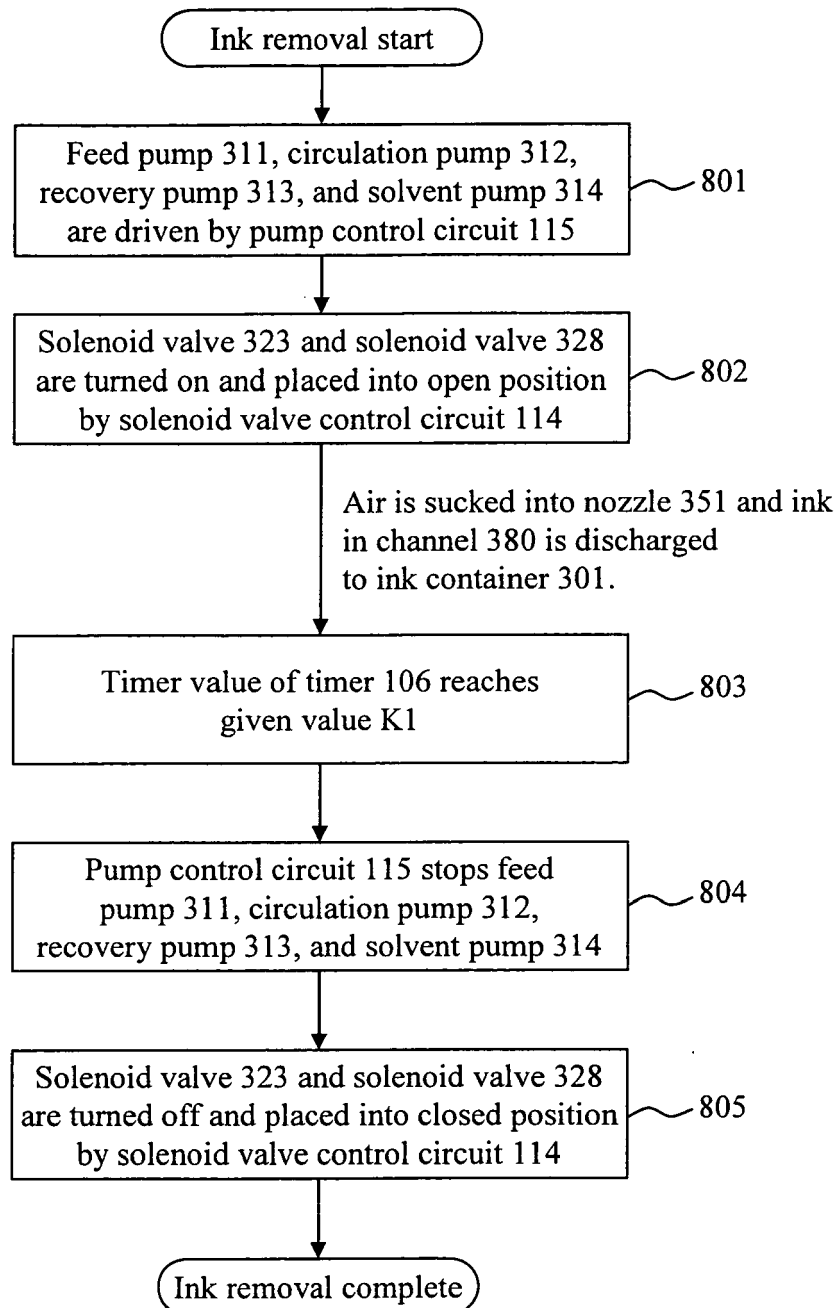 Ink removal start
Feed pump 311, circulation pump 312,
recovery pump 313, and solvent pump 314
are driven by pump control circuit 115
801
Solenoid valve 323 and solenoid valve 328
are turned on and placed into open position
by solenoid valve control circuit 114
802
Air is sucked into nozzle 351 and ink
in channel 380 is discharged
to ink container 301.
Timer value of timer 106 reaches
given value K1
803
Pump control circuit 115 stops feed
pump 311, circulation pump 312,
recovery pump 313, and solvent pump 314
804
Solenoid valve 323 and solenoid valve 328
are turned off and placed into closed position
by solenoid valve control circuit 114
805
Ink removal complete